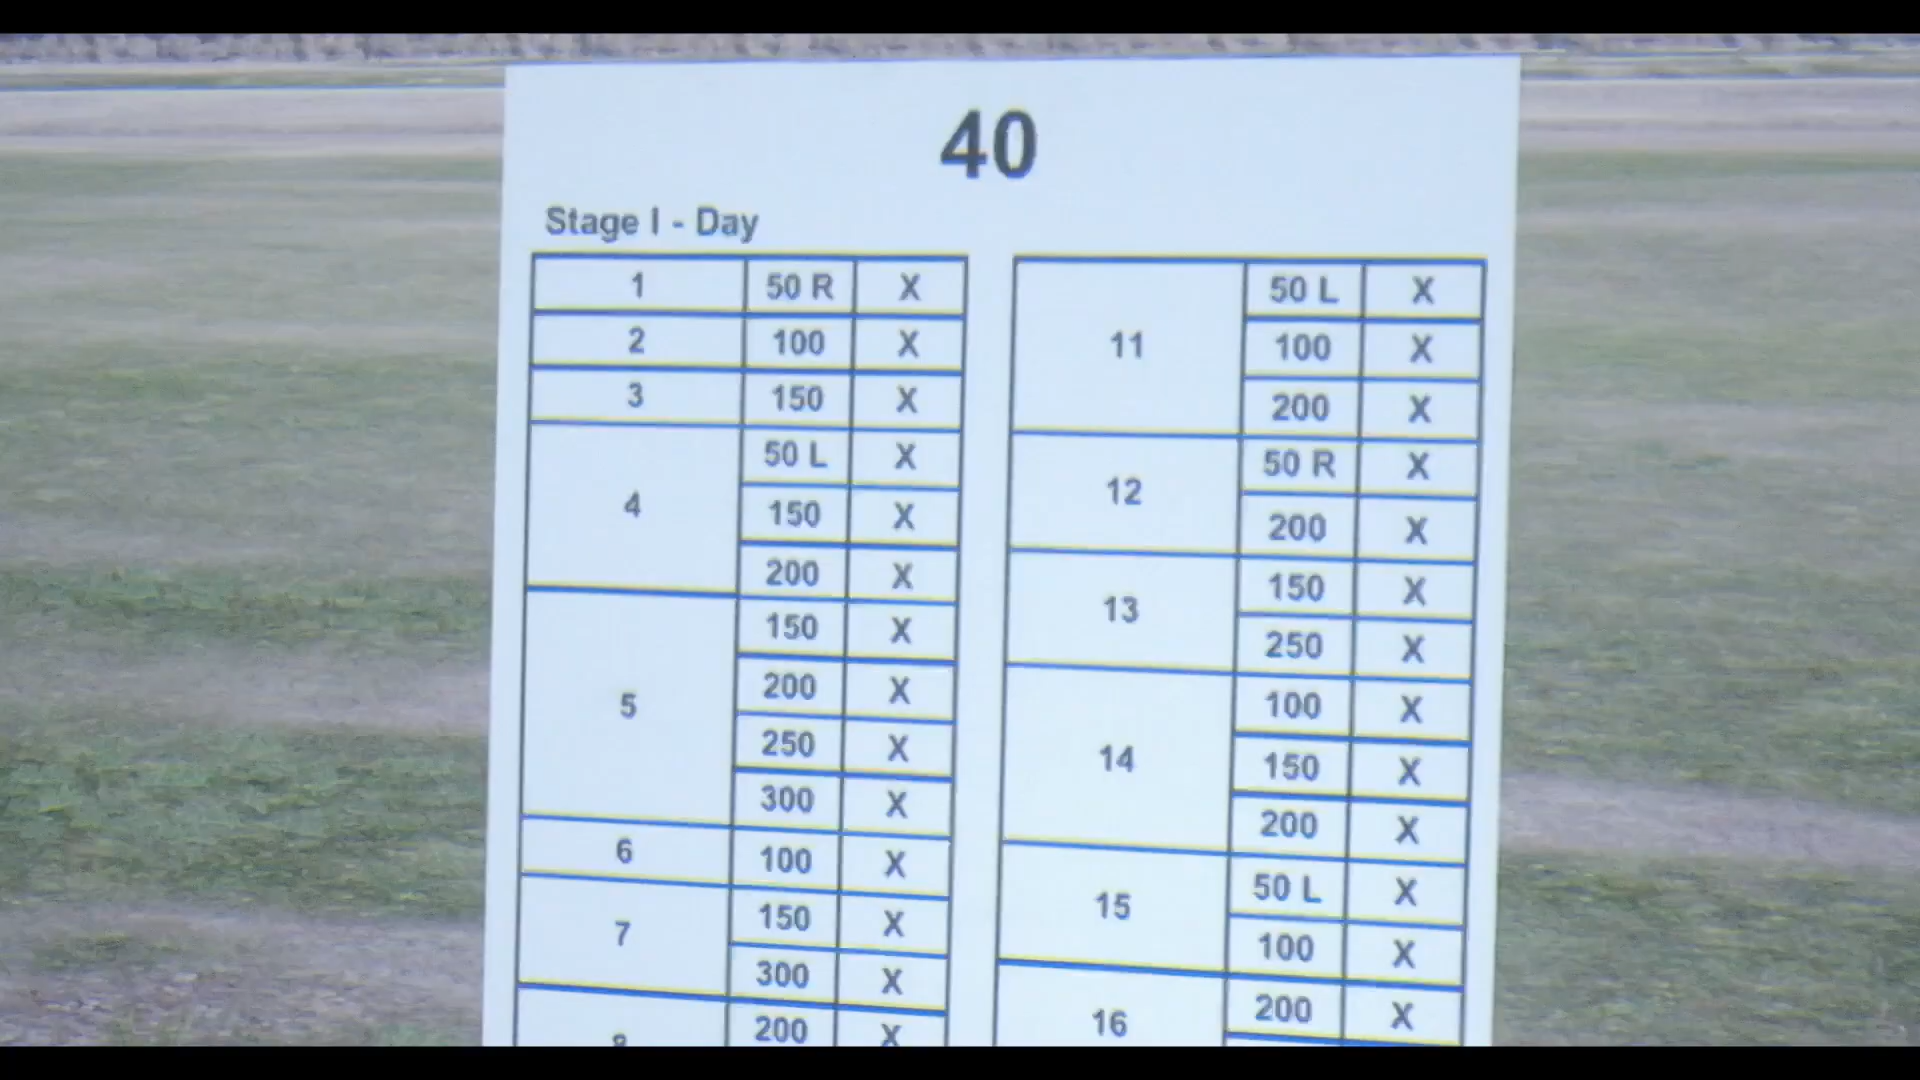 40
Stage I - Day
1 50 R X
2 100 X
3 150 X
4 50 L X
150 X
200 X
5 150 X
200 X
250 X
300 X
6 100 X
7 150 X
300 X
8 200 X
11 50 L X
100 X
200 X
12 50 R X
200 X
13 150 X
250 X
14 100 X
150 X
200 X
15 50 L X
100 X
16 200 X